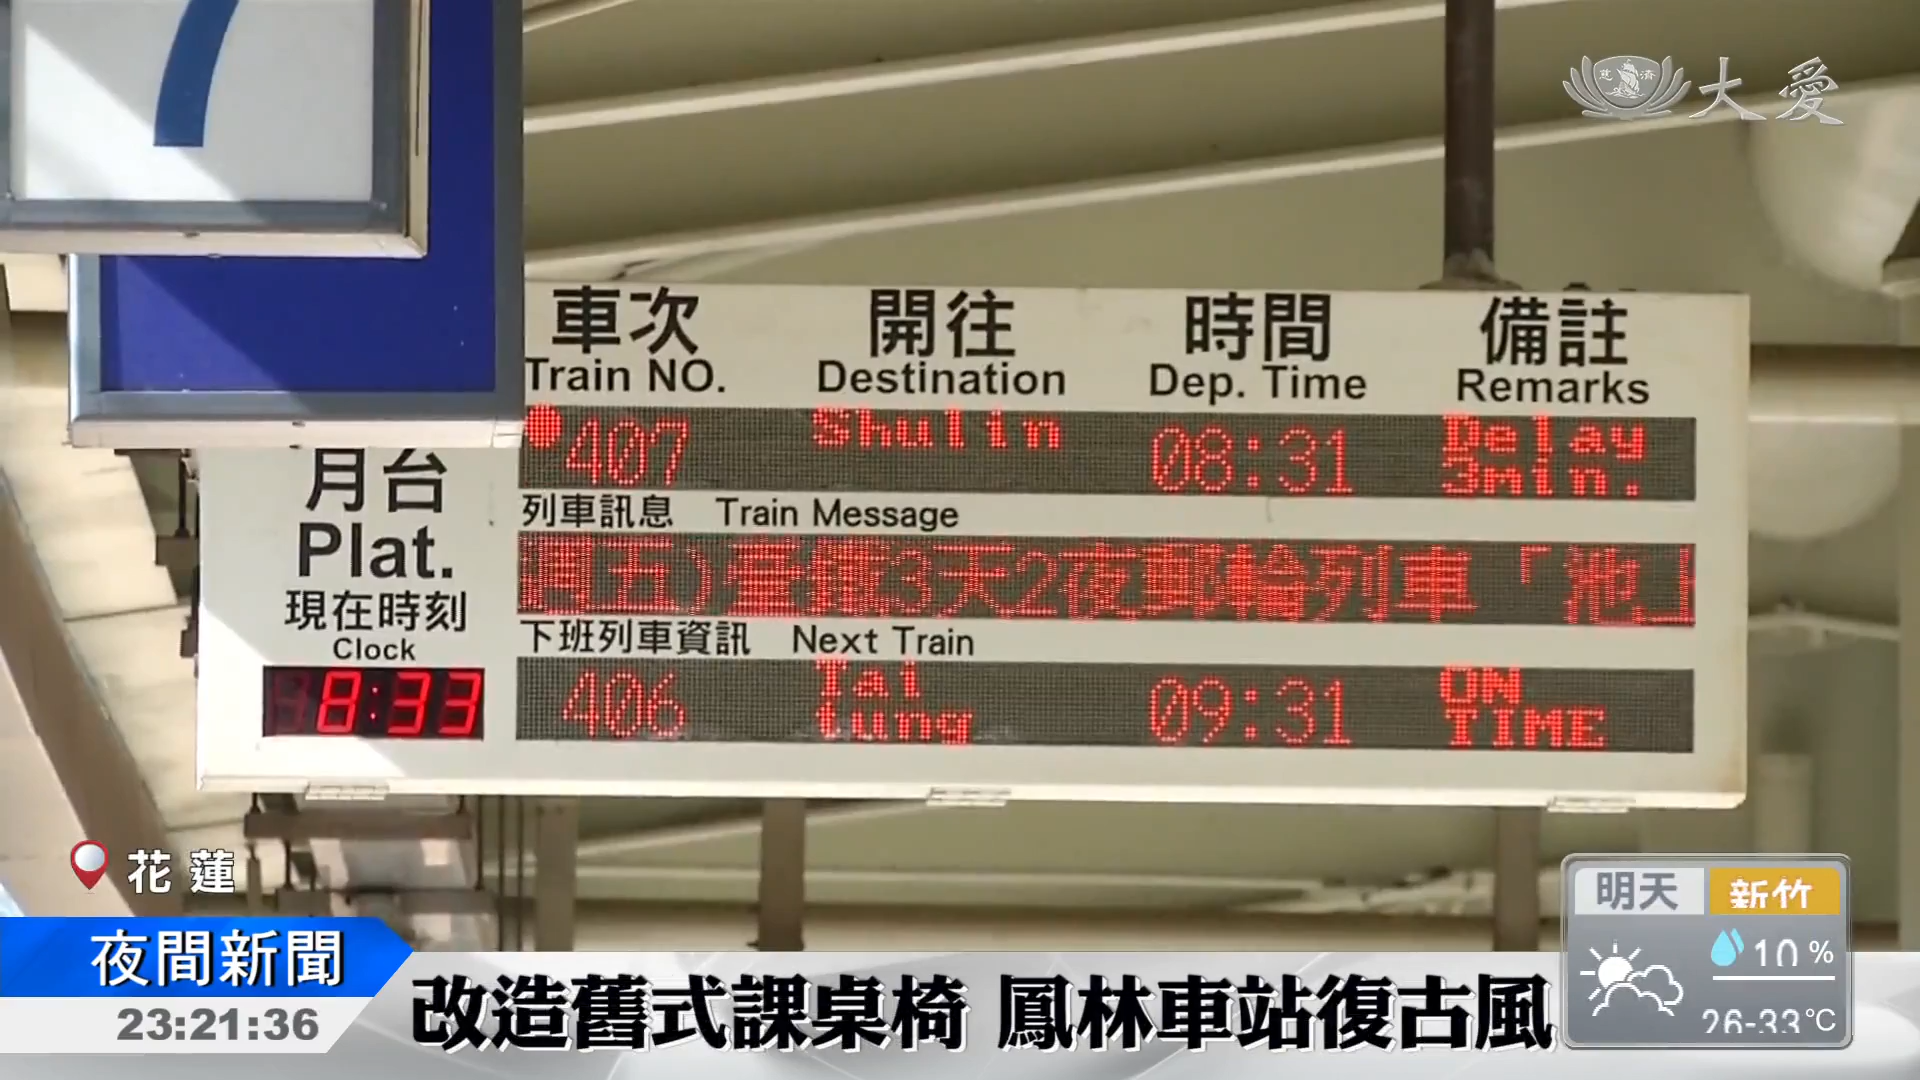 7
慈濟
大愛
車次 開往 時間 備註
Train NO. Destination Dep. Time Remarks
407 Shulin 08:31 Delay 3min.
月台
Plat.
列車訊息 Train Message
週五)臺鐵3天2夜郵輪列車「池上
現在時刻
Clock
8:33
下班列車資訊 Next Train
406 Taitung 09:31 ON TIME
花蓮
夜間新聞
23:21:36
改造舊式課桌椅 鳳林車站復古風
明天 新竹
10 %
26-33℃